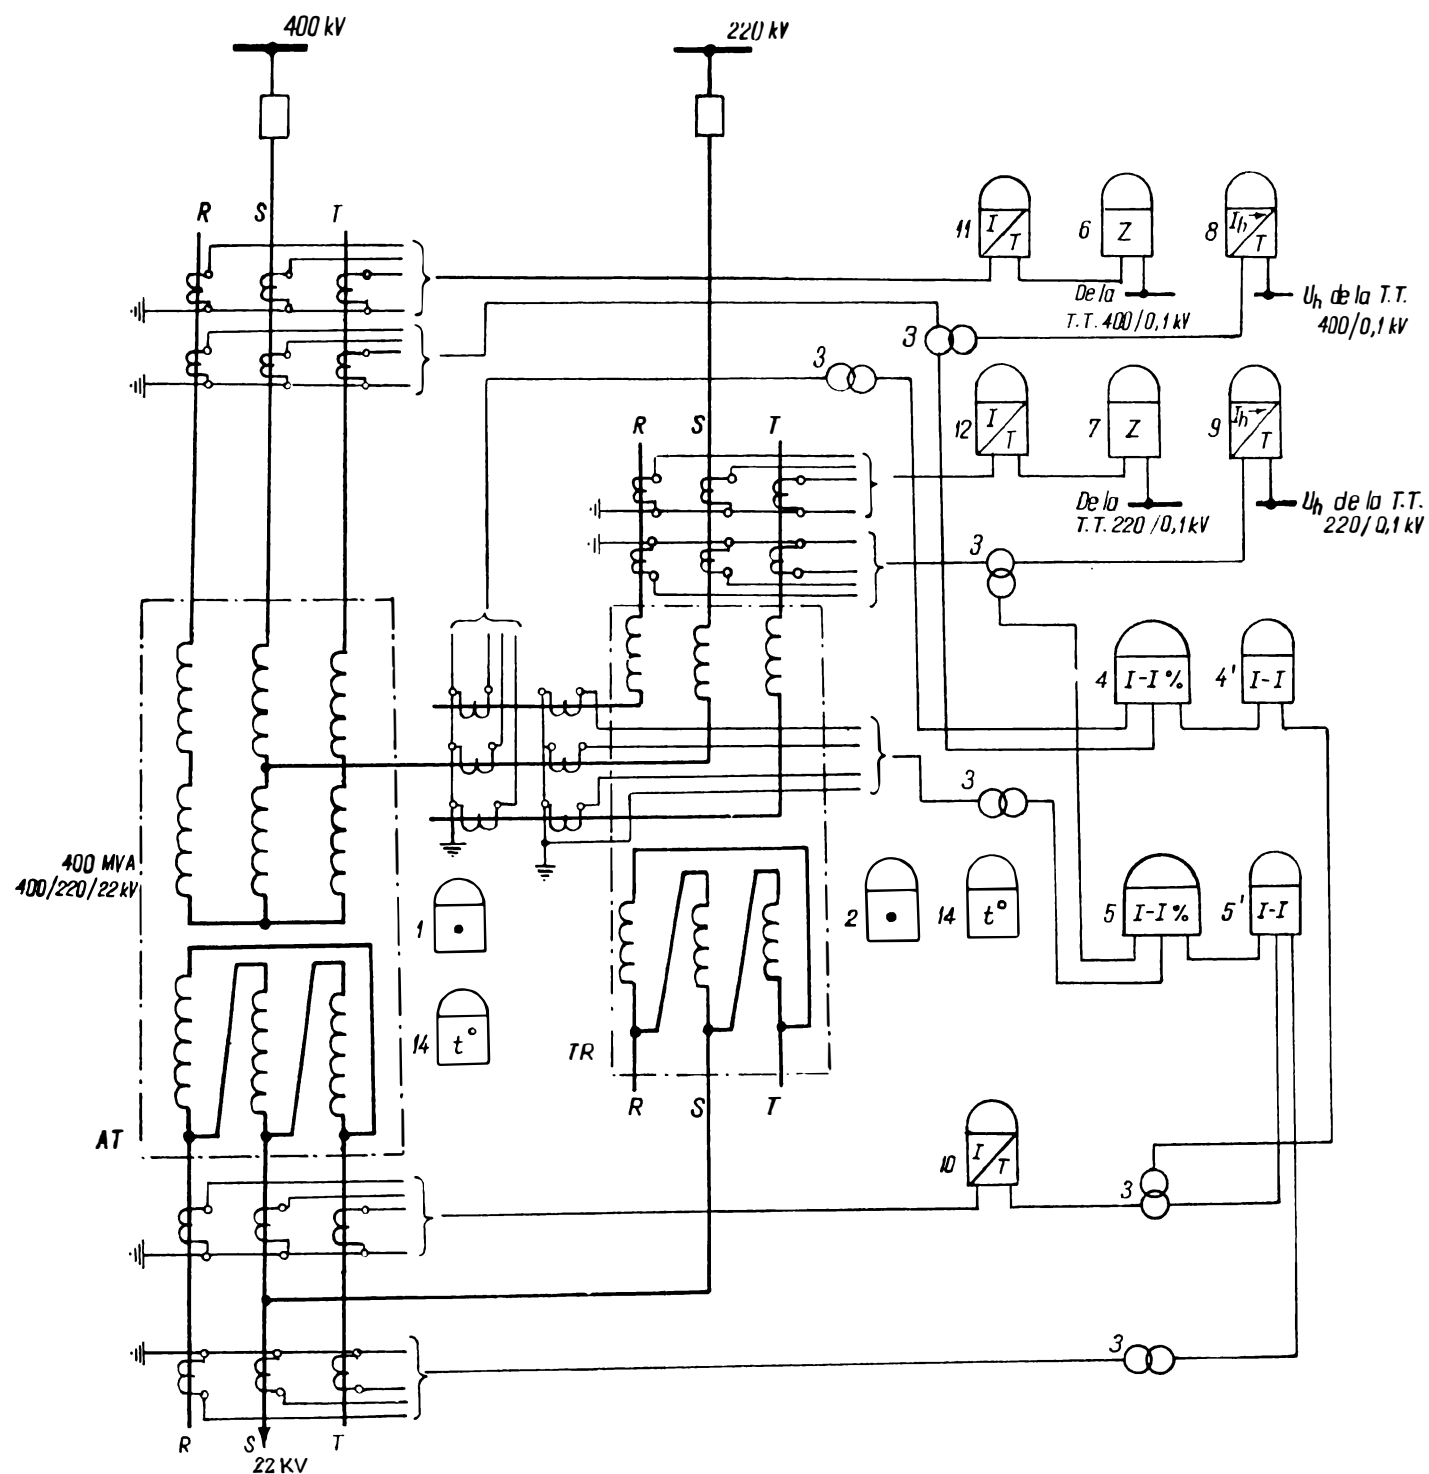 400 kV
220 kV
R S T
11 I/T
6 Z
8 Ih→/T
De la
T.T. 400/0,1 kV
Uh de la T.T.
400/0,1 kV
3
3
R S T
12 I/T
7 Z
9 Ih→/T
De la
T.T. 220/0,1 kV
Uh de la T.T.
220/0,1 kV
3
4 I-I %
4' I-I
3
400 MVA
400/220/22 kV
1
2
14 t°
5 I-I %
5' I-I
14 t°
TR
R S T
AT
10 I/T
3
3
R S T
22 KV